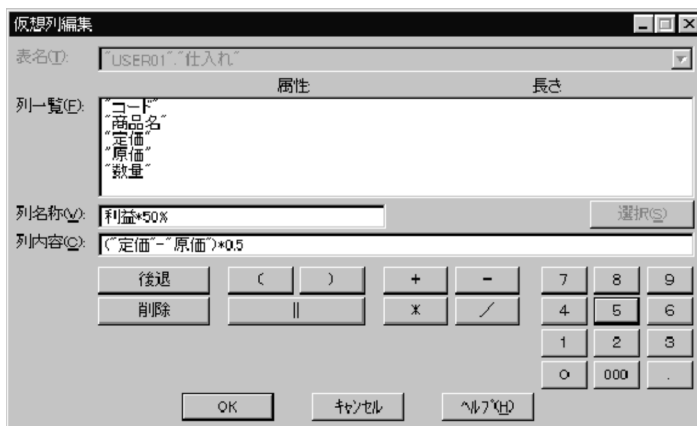 仮想列編集
表名(T): "USER01"."仕入れ"
属性 長さ
列一覧(F): "コード"
"商品名"
"定価"
"原価"
"数量"
列名称(V): 利益*50% 選択(S)
列内容(C): ("定価"-"原価")*0.5
後退 ( ) + - 7 8 9
削除 || * / 4 5 6
1 2 3
0 000 .
OK キャンセル ヘルプ(H)